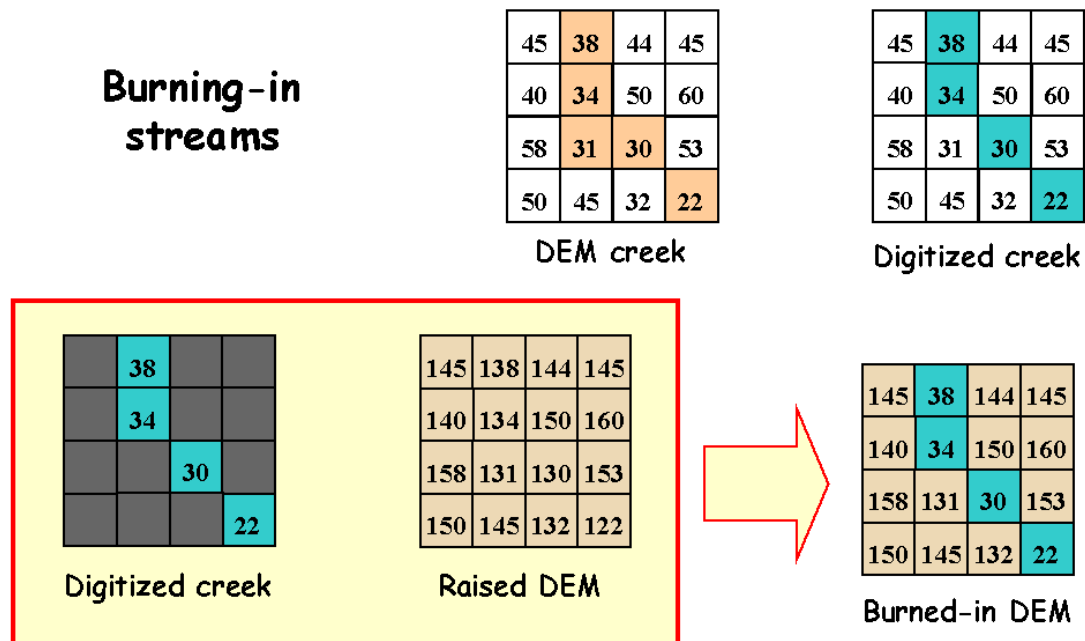 Burning-in
streams
45 38 44 45
40 34 50 60
58 31 30 53
50 45 32 22
DEM creek
45 38 44 45
40 34 50 60
58 31 30 53
50 45 32 22
Digitized creek
38
34
30
22
Digitized creek
145 138 144 145
140 134 150 160
158 131 130 153
150 145 132 122
Raised DEM
145 38 144 145
140 34 150 160
158 131 30 153
150 145 132 22
Burned-in DEM